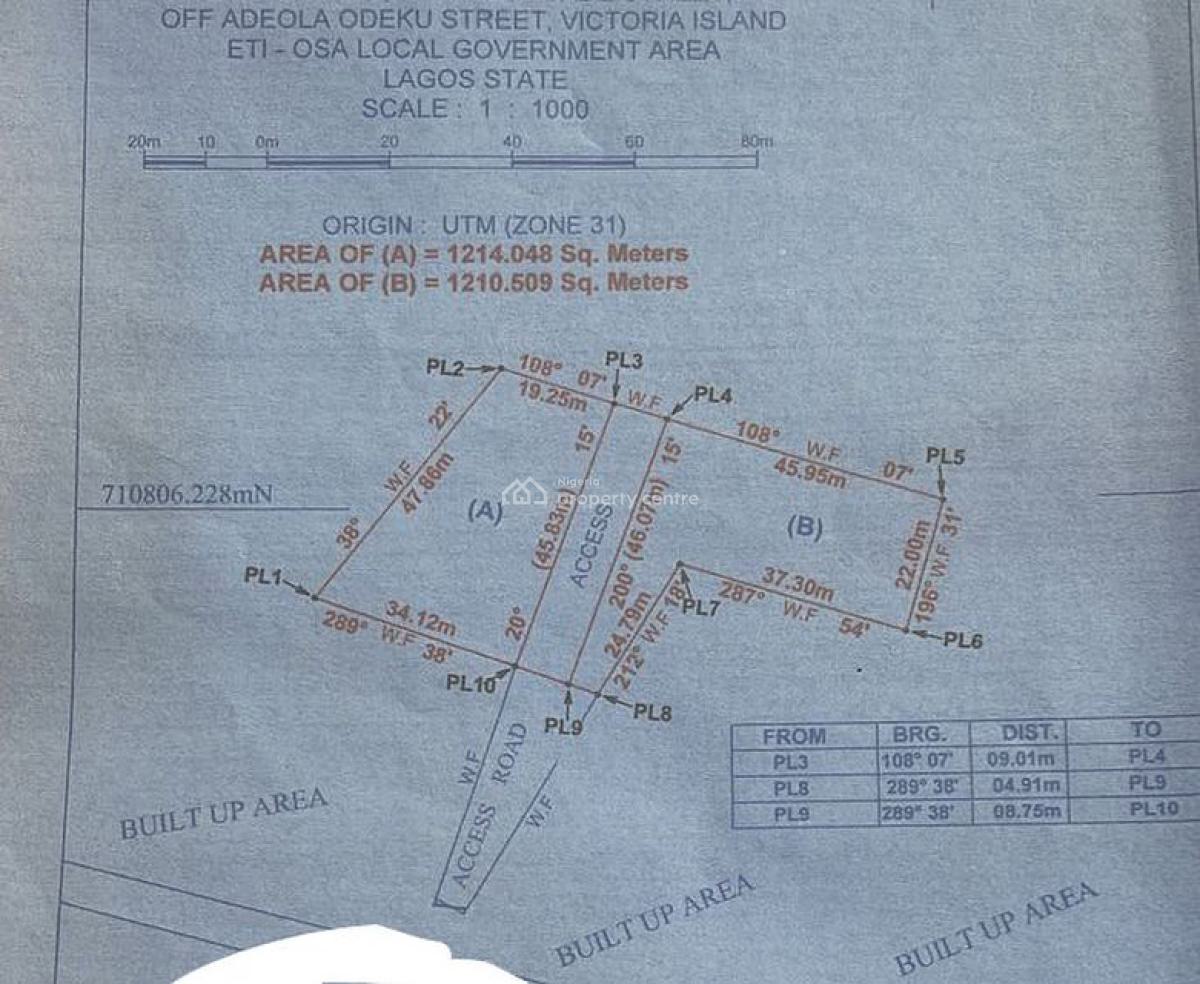 OFF ADEOLA ODEKU STREET, VICTORIA ISLAND
ETI - OSA LOCAL GOVERNMENT AREA
LAGOS STATE
SCALE : 1 : 1000
20m 10 0m 20 40 60 80m
ORIGIN : UTM (ZONE 31)
AREA OF (A) = 1214.048 Sq. Meters
AREA OF (B) = 1210.509 Sq. Meters
PL2
108° 07'
19.25m
PL3
W.F
PL4
108° W.F 07'
45.95m
PL5
38° W.F 22'
47.86m
710806.228mN
(A)
20° (45.83m) 15'
ACCESS
200° (46.07m) 15'
(B)
22.00m
196° W.F 31'
Nigeria
property centre
PL1
34.12m
289° W.F 38'
PL10
PL9
24.79m
212° W.F 18'
PL7
37.30m
287° W.F 54'
PL6
PL8
W.F
ACCESS ROAD
W.F
FROM BRG. DIST. TO
PL3 108° 07' 09.01m PL4
PL8 289° 38' 04.91m PL9
PL9 289° 38' 08.75m PL10
BUILT UP AREA
BUILT UP AREA
BUILT UP AREA